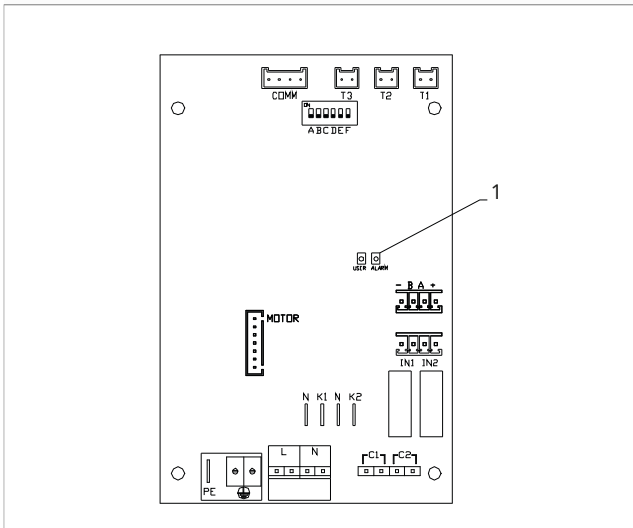 COMM T3 T2 T1
ON
ABCDEF
1
USER ALARM
- B A +
MOTOR
IN1 IN2
N K1 N K2
L N
C1 C2
PE